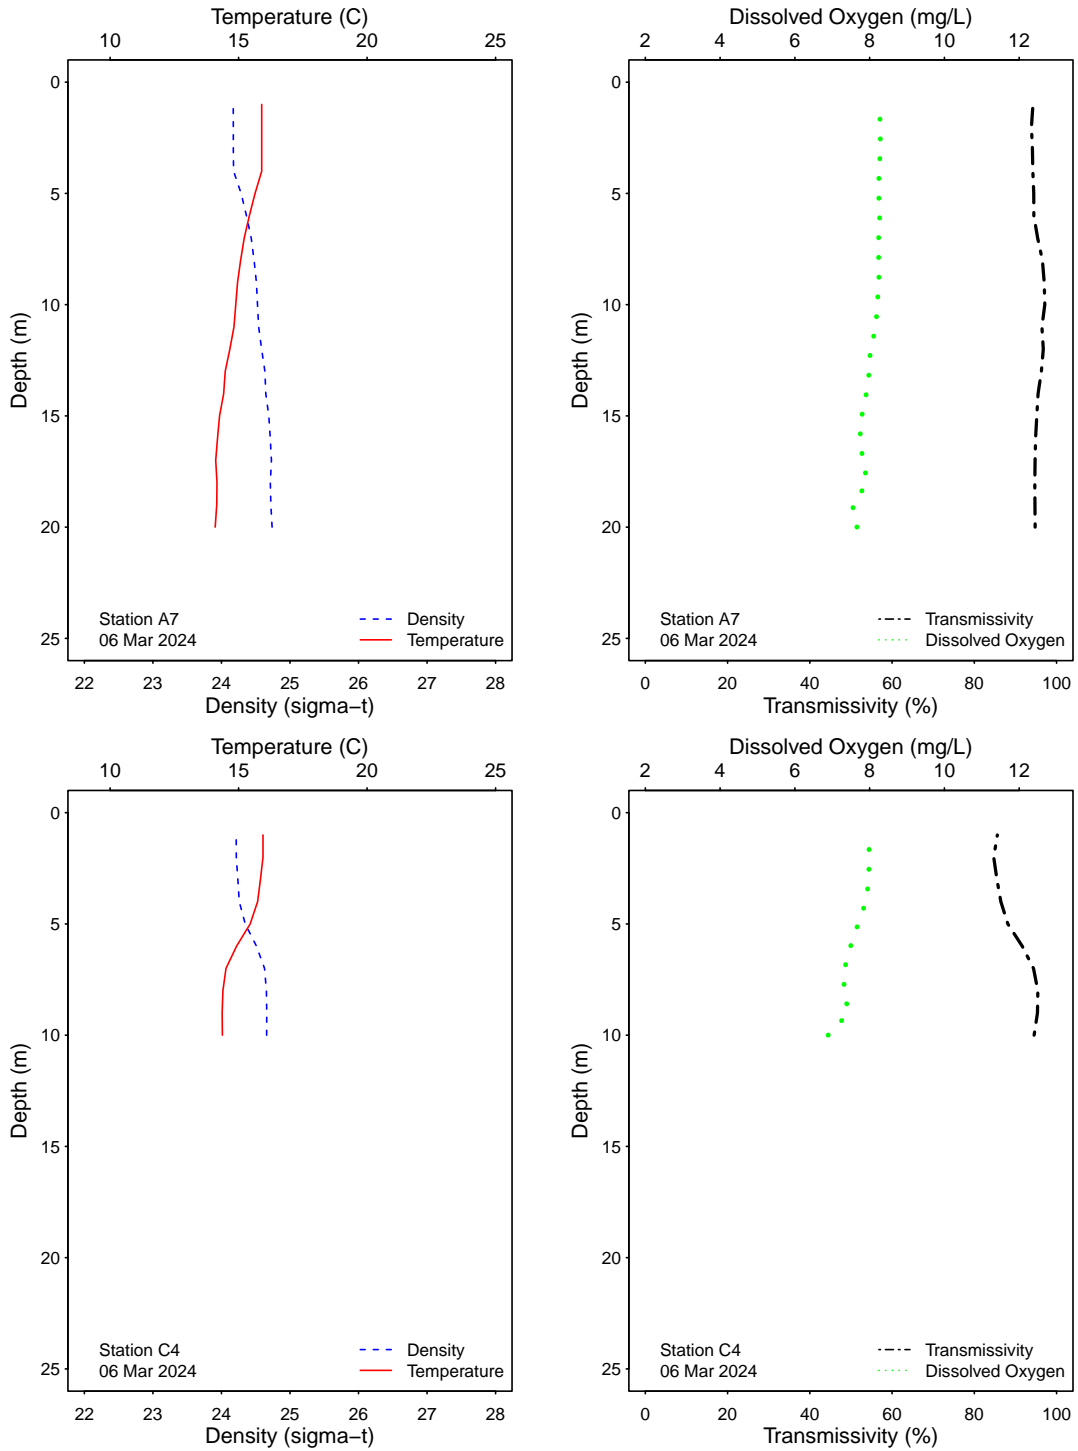 Temperature (C)
10 15 20 25
0
5
10
15
20
25
Depth (m)
Station A7
06 Mar 2024
Density
Temperature
22 23 24 25 26 27 28
Density (sigma−t)
Dissolved Oxygen (mg/L)
2 4 6 8 10 12
0
5
10
15
20
25
Depth (m)
Station A7
06 Mar 2024
Transmissivity
Dissolved Oxygen
0 20 40 60 80 100
Transmissivity (%)
Temperature (C)
10 15 20 25
0
5
10
15
20
25
Depth (m)
Station C4
06 Mar 2024
Density
Temperature
22 23 24 25 26 27 28
Density (sigma−t)
Dissolved Oxygen (mg/L)
2 4 6 8 10 12
0
5
10
15
20
25
Depth (m)
Station C4
06 Mar 2024
Transmissivity
Dissolved Oxygen
0 20 40 60 80 100
Transmissivity (%)